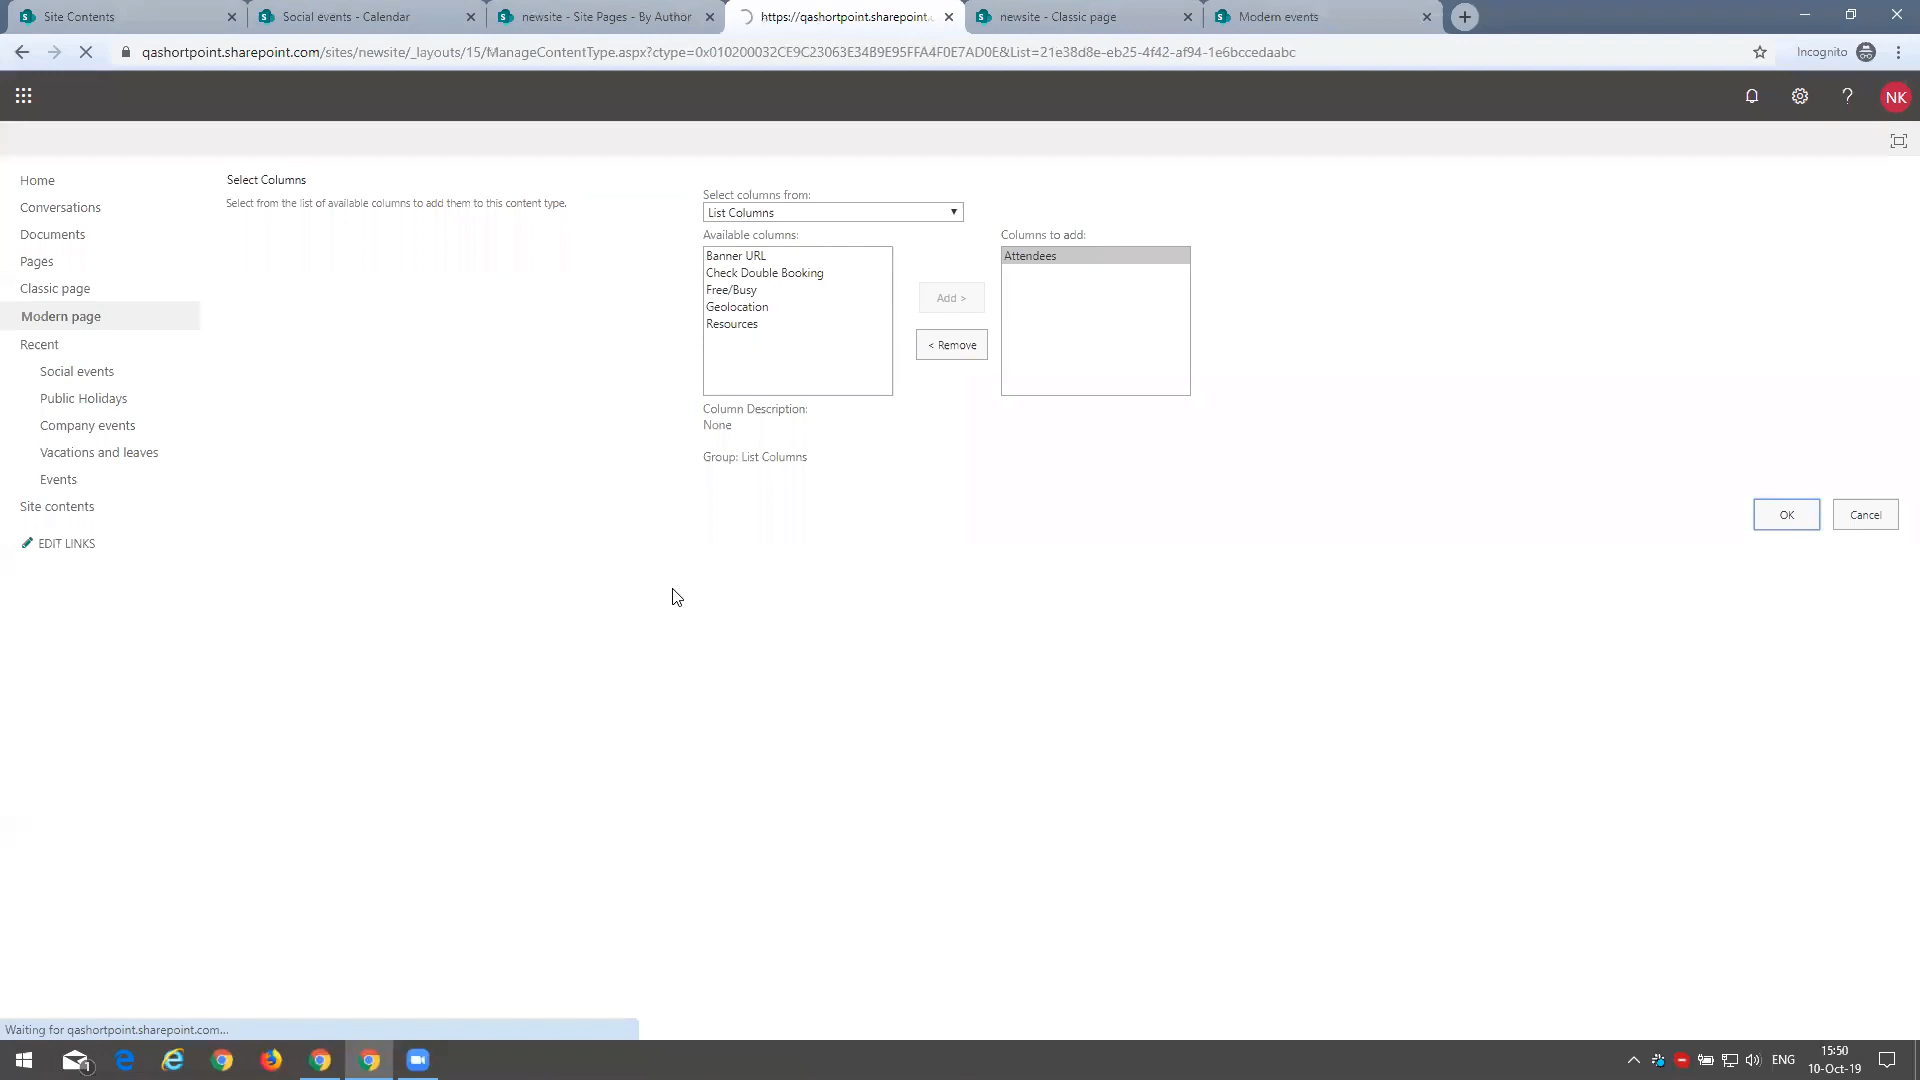 Site Contents
Social events - Calendar
newsite - Site Pages - By Author
https://qashortpoint.sharepoint.
newsite - Classic page
Modern events
qashortpoint.sharepoint.com/sites/newsite/_layouts/15/ManageContentType.aspx?ctype=0x010200032CE9C23063E34B9E95FFA4F0E7AD0E&List=21e38d8e-eb25-4f42-af94-1e6bccedaabc
Incognito
NK
Home
Conversations
Documents
Pages
Classic page
Modern page
Recent
Social events
Public Holidays
Company events
Vacations and leaves
Events
Site contents
EDIT LINKS
Select Columns
Select from the list of available columns to add them to this content type.
Select columns from:
List Columns
Available columns:
Banner URL
Check Double Booking
Free/Busy
Geolocation
Resources
Add >
< Remove
Columns to add:
Attendees
Column Description:
None
Group: List Columns
OK
Cancel
Waiting for qashortpoint.sharepoint.com...
1
ENG
15:50
10-Oct-19